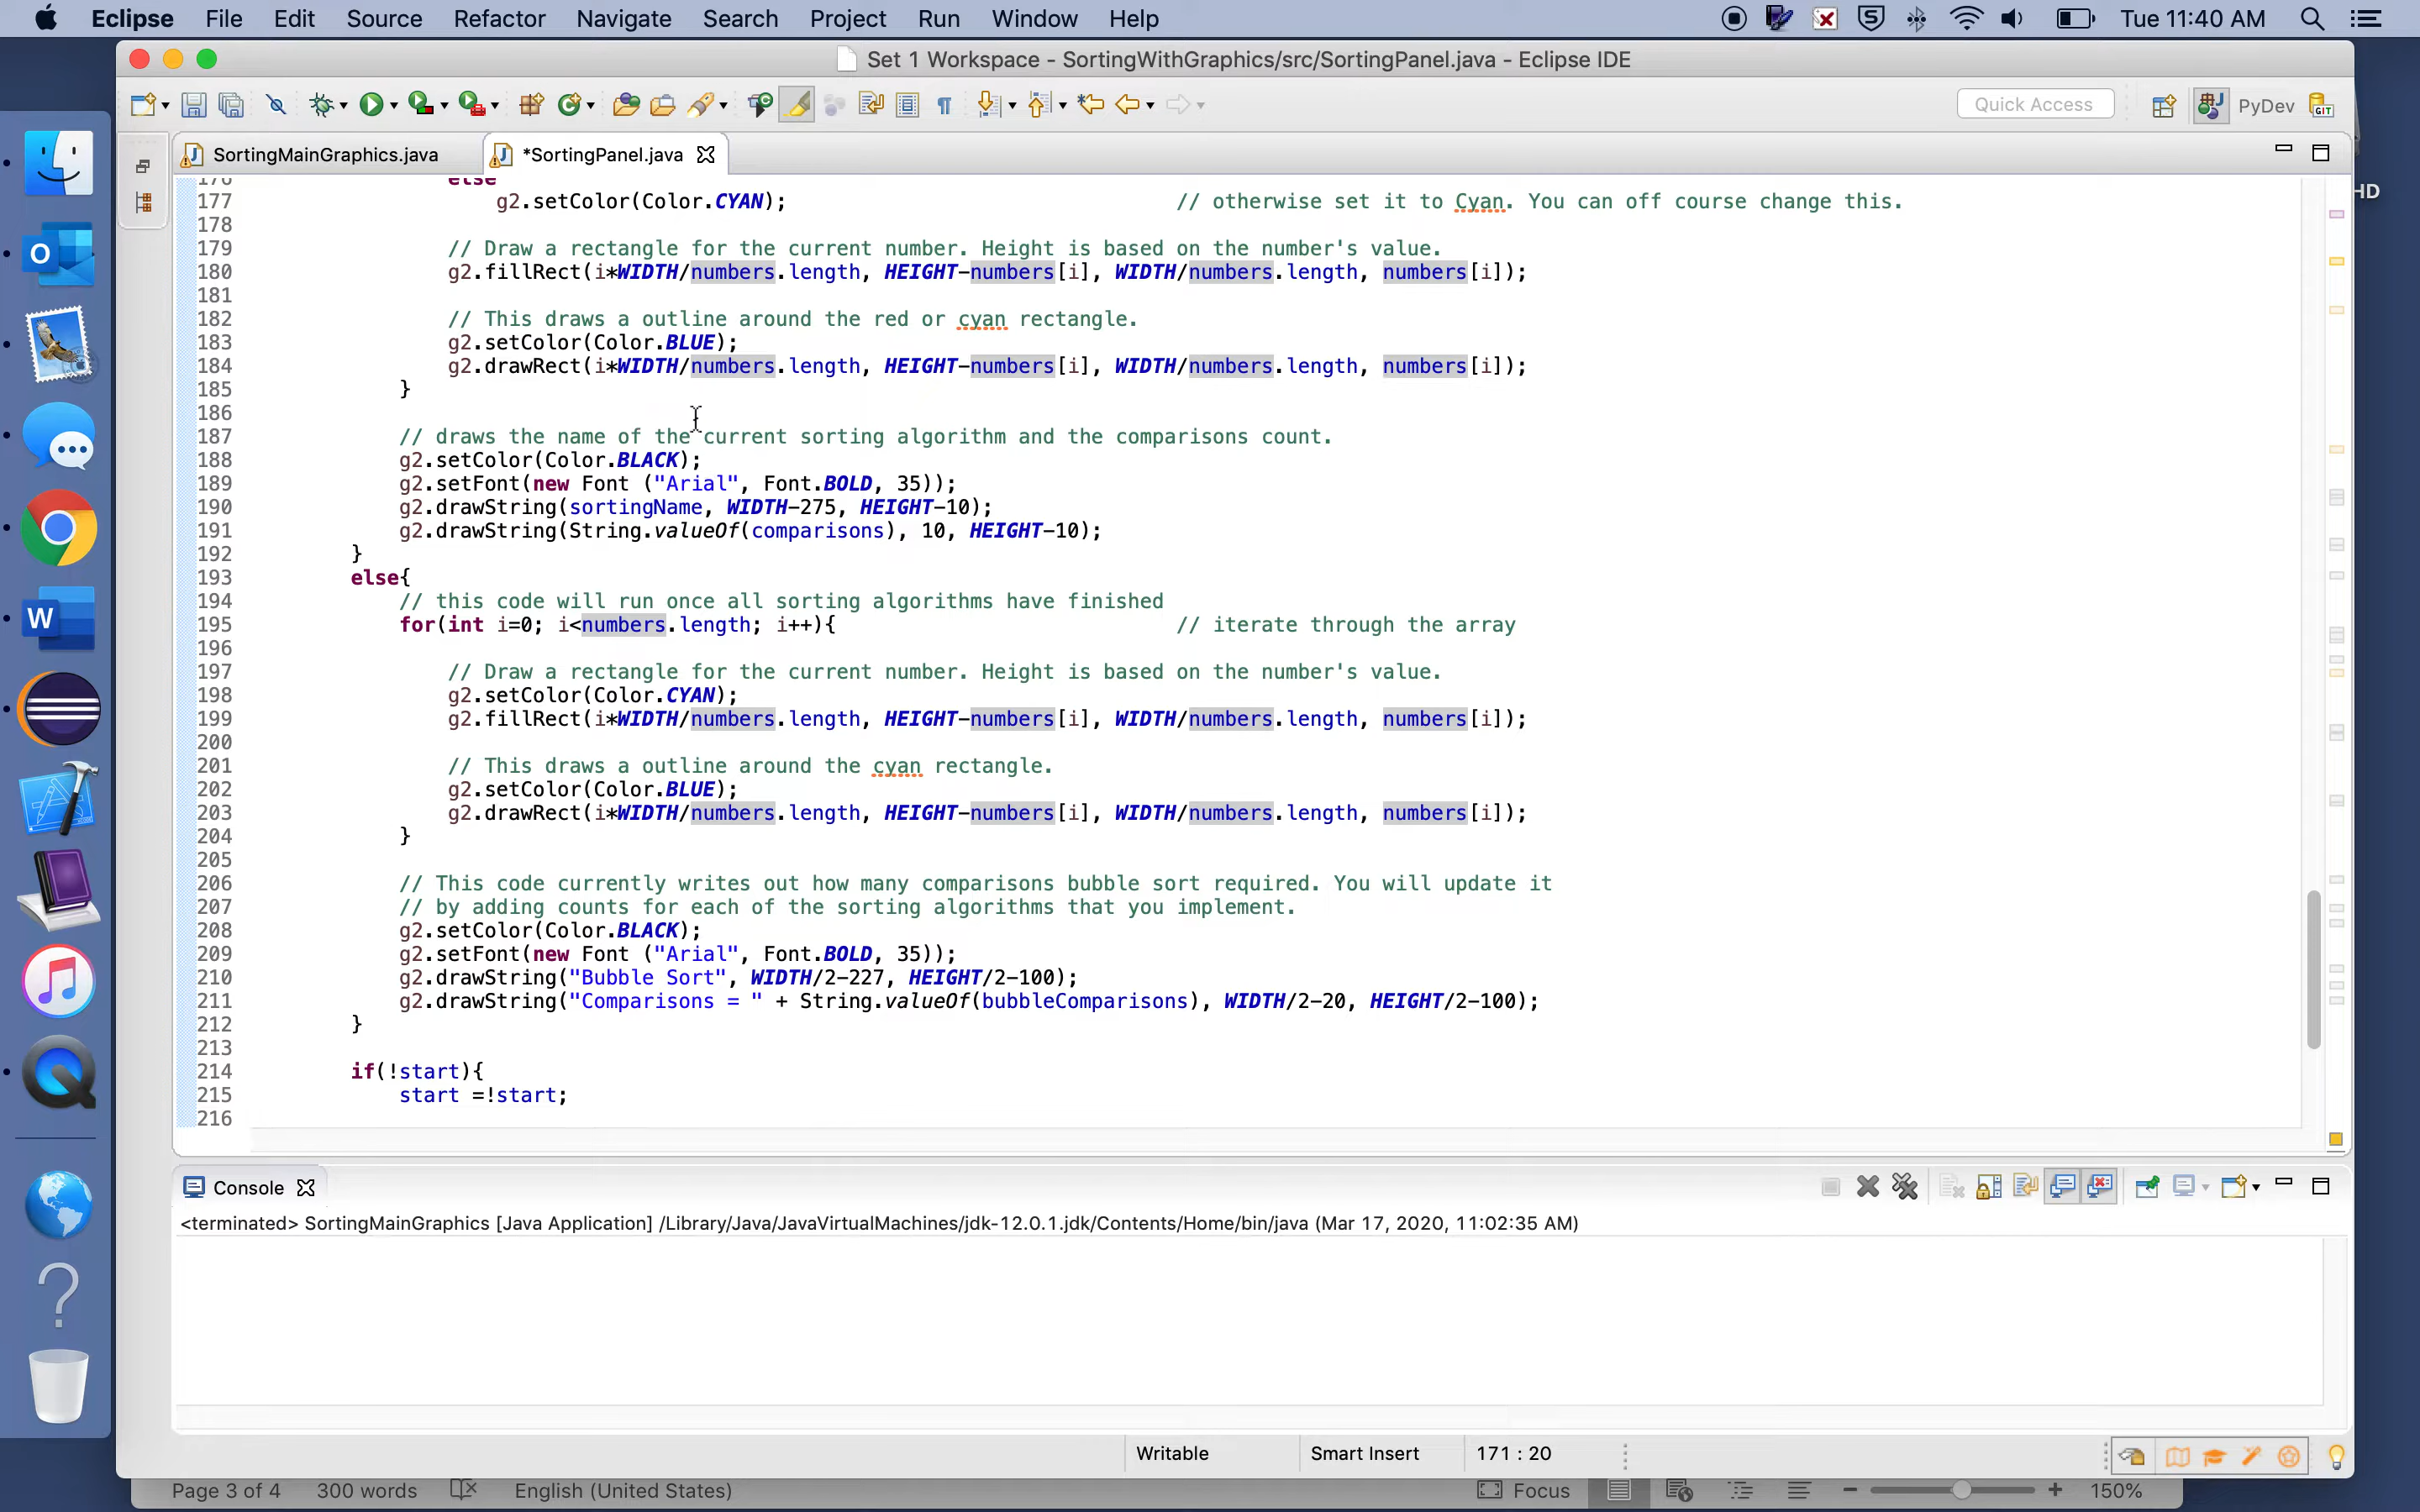 Eclipse File Edit Source Refactor Navigate Search Project Run Window Help Tue 11:40 AM
Set 1 Workspace - SortingWithGraphics/src/SortingPanel.java - Eclipse IDE
Quick Access PyDev
SortingMainGraphics.java *SortingPanel.java
HD
176 else
177 g2.setColor(Color.CYAN); // otherwise set it to Cyan. You can off course change this.
178
179 // Draw a rectangle for the current number. Height is based on the number's value.
180 g2.fillRect(i*WIDTH/numbers.length, HEIGHT-numbers[i], WIDTH/numbers.length, numbers[i]);
181
182 // This draws a outline around the red or cyan rectangle.
183 g2.setColor(Color.BLUE);
184 g2.drawRect(i*WIDTH/numbers.length, HEIGHT-numbers[i], WIDTH/numbers.length, numbers[i]);
185 }
186
187 // draws the name of the current sorting algorithm and the comparisons count.
188 g2.setColor(Color.BLACK);
189 g2.setFont(new Font ("Arial", Font.BOLD, 35));
190 g2.drawString(sortingName, WIDTH-275, HEIGHT-10);
191 g2.drawString(String.valueOf(comparisons), 10, HEIGHT-10);
192 }
193 else{
194 // this code will run once all sorting algorithms have finished
195 for(int i=0; i<numbers.length; i++){ // iterate through the array
196
197 // Draw a rectangle for the current number. Height is based on the number's value.
198 g2.setColor(Color.CYAN);
199 g2.fillRect(i*WIDTH/numbers.length, HEIGHT-numbers[i], WIDTH/numbers.length, numbers[i]);
200
201 // This draws a outline around the cyan rectangle.
202 g2.setColor(Color.BLUE);
203 g2.drawRect(i*WIDTH/numbers.length, HEIGHT-numbers[i], WIDTH/numbers.length, numbers[i]);
204 }
205
206 // This code currently writes out how many comparisons bubble sort required. You will update it
207 // by adding counts for each of the sorting algorithms that you implement.
208 g2.setColor(Color.BLACK);
209 g2.setFont(new Font ("Arial", Font.BOLD, 35));
210 g2.drawString("Bubble Sort", WIDTH/2-227, HEIGHT/2-100);
211 g2.drawString("Comparisons = " + String.valueOf(bubbleComparisons), WIDTH/2-20, HEIGHT/2-100);
212 }
213
214 if(!start){
215 start =!start;
216
Console
<terminated> SortingMainGraphics [Java Application] /Library/Java/JavaVirtualMachines/jdk-12.0.1.jdk/Contents/Home/bin/java (Mar 17, 2020, 11:02:35 AM)
Writable Smart Insert 171 : 20
Page 3 of 4 300 words English (United States) Focus 150%